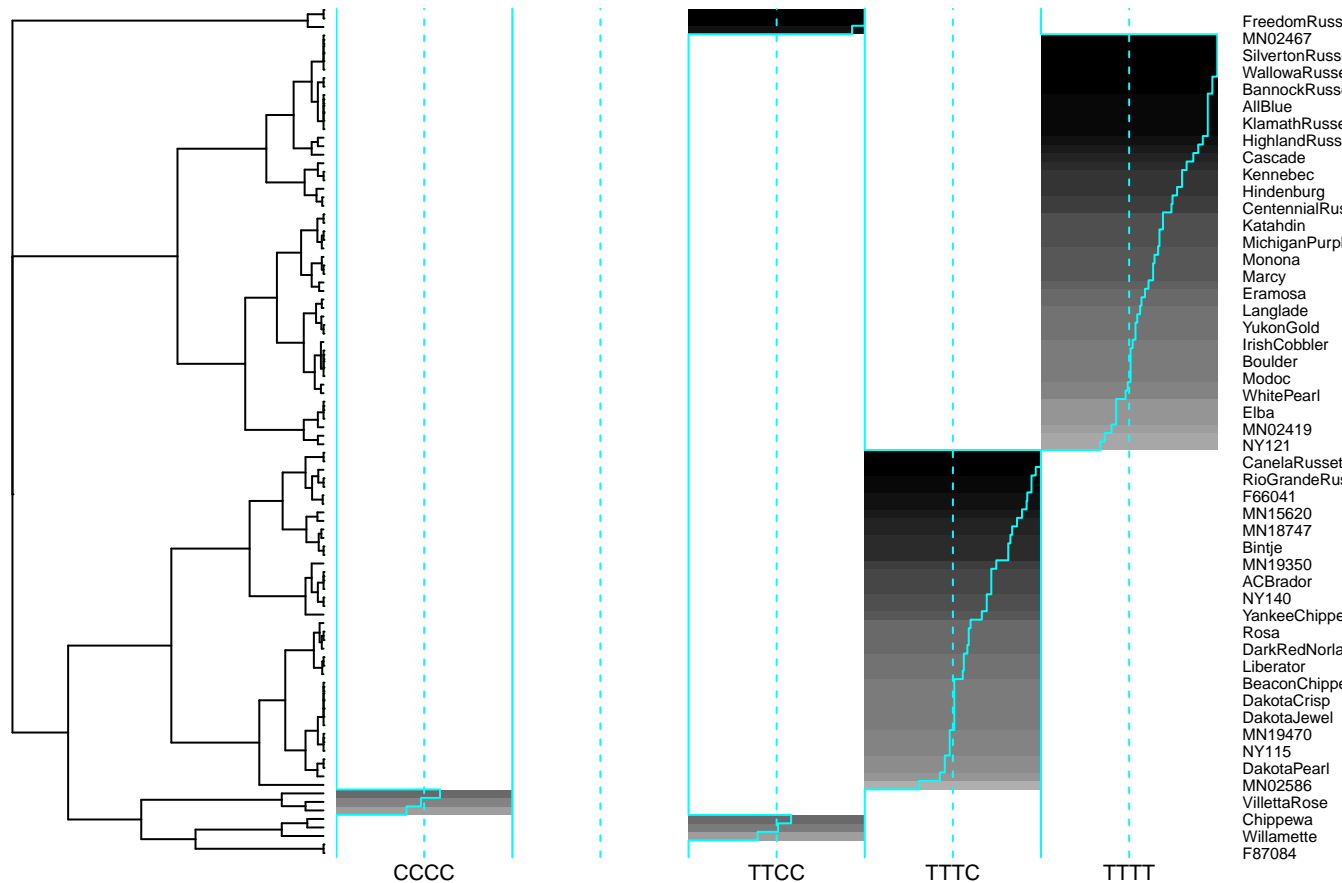 FreedomRuss
MN02467
SilvertonRuss
WallowaRusse
BannockRuss
AllBlue
KlamathRusse
HighlandRuss
Cascade
Kennebec
Hindenburg
CentennialRus
Katahdin
MichiganPurpl
Monona
Marcy
Eramosa
Langlade
YukonGold
IrishCobbler
Boulder
Modoc
WhitePearl
Elba
MN02419
NY121
CanelaRusset
RioGrandeRus
F66041
MN15620
MN18747
Bintje
MN19350
ACBrador
NY140
YankeeChippe
Rosa
DarkRedNorla
Liberator
BeaconChippe
DakotaCrisp
DakotaJewel
MN19470
NY115
DakotaPearl
MN02586
VillettaRose
Chippewa
Willamette
F87084
CCCC TTCC TTTC TTTT